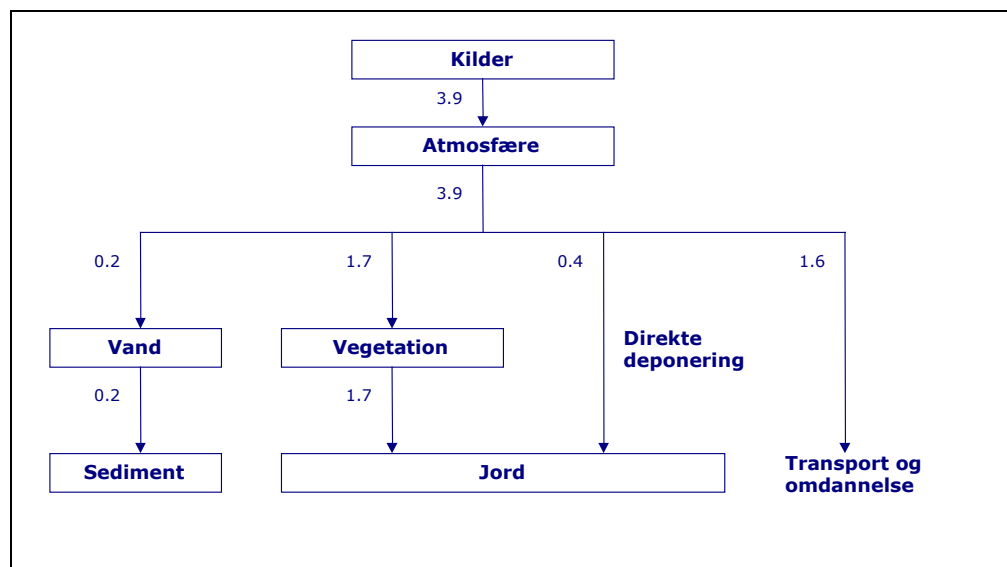 Kilder
3.9
Atmosfære
3.9
0.2
1.7
0.4
1.6
Vand
Vegetation
Direkte
deponering
0.2
1.7
Sediment
Jord
Transport og
omdannelse